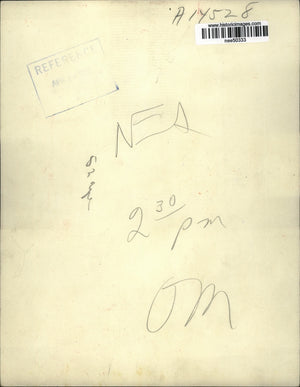 A14528
www.historicimages.com
nee50333
REFERENCE
NEA
2 30 pm
OM